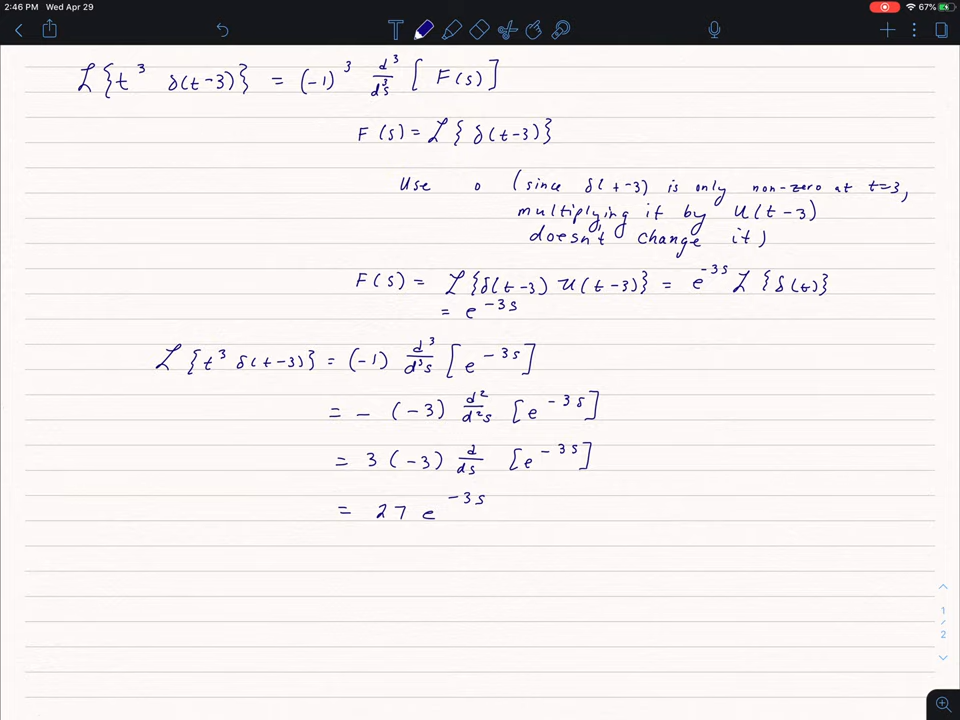 2:46 PM Wed Apr 29
67%
T
ℒ{t³ δ(t-3)} = (-1)³ d³/d³s [F(s)]
F(s) = ℒ{δ(t-3)}
Use o (since δ(t-3) is only non-zero at t=3,
multiplying it by U(t-3)
doesn't change it)
F(s) = ℒ{δ(t-3) U(t-3)} = e^-3s ℒ{δ(t)}
= e^-3s
ℒ{t³ δ(t-3)} = (-1) d³/d³s [e^-3s]
= - (-3) d²/d²s [e^-3s]
= 3 (-3) d/ds [e^-3s]
= 27 e^-3s
1
/
2